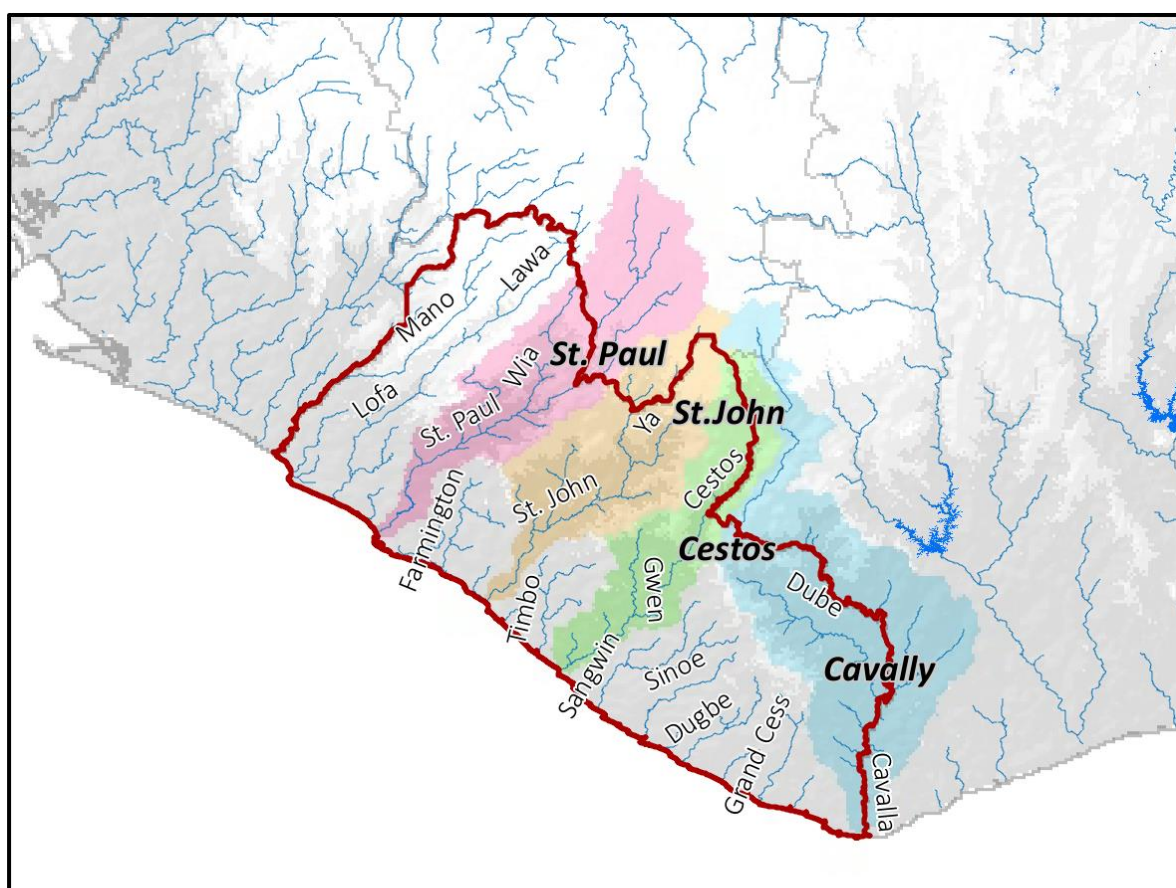 Lawa
Mano
Wia
St. Paul
Lofa
St. Paul
Ya
St.John
Cestos
St. John
Farmington
Cestos
Gwen
Timbo
Dube
Sangwin
Sinoe
Cavally
Dugbe
Grand Cess
Cavalla